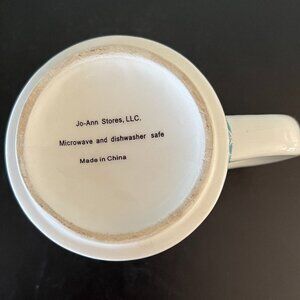 Jo-Ann Stores, LLC.
Microwave and dishwasher safe
Made in China